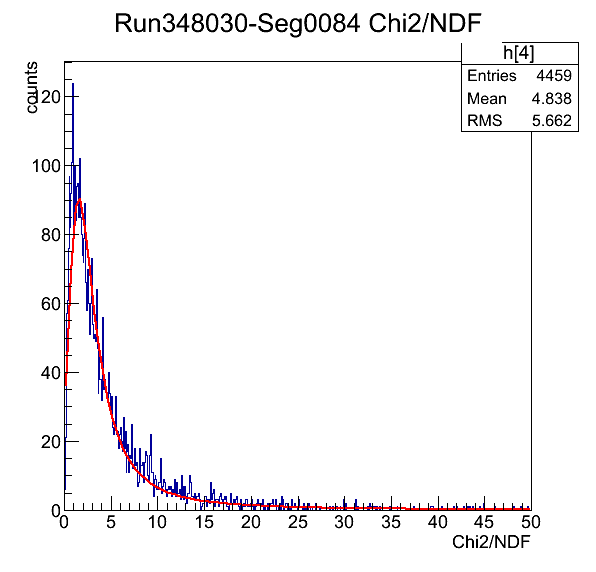 Run348030-Seg0084 Chi2/NDF
h[4]
Entries 4459
Mean 4.838
RMS 5.662
counts
120
100
80
60
40
20
0
0 5 10 15 20 25 30 35 40 45 50
Chi2/NDF